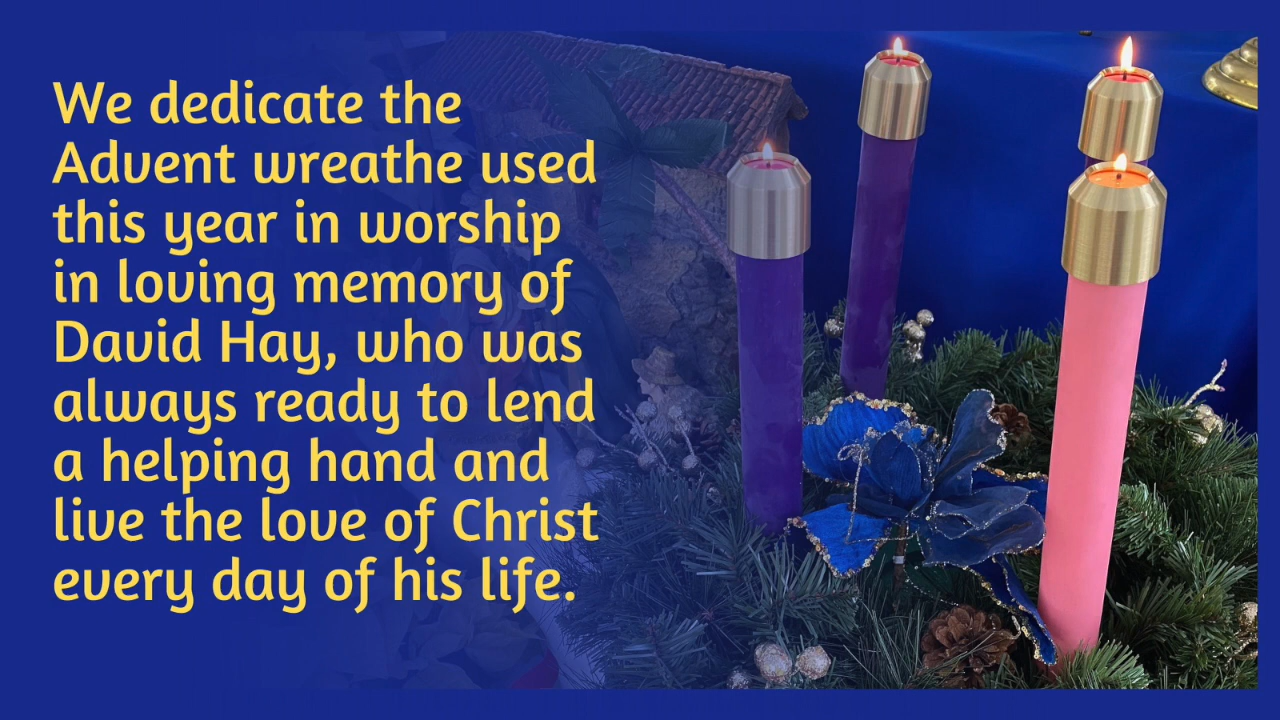 We dedicate the
Advent wreathe used
this year in worship
in loving memory of
David Hay, who was
always ready to lend
a helping hand and
live the love of Christ
every day of his life.